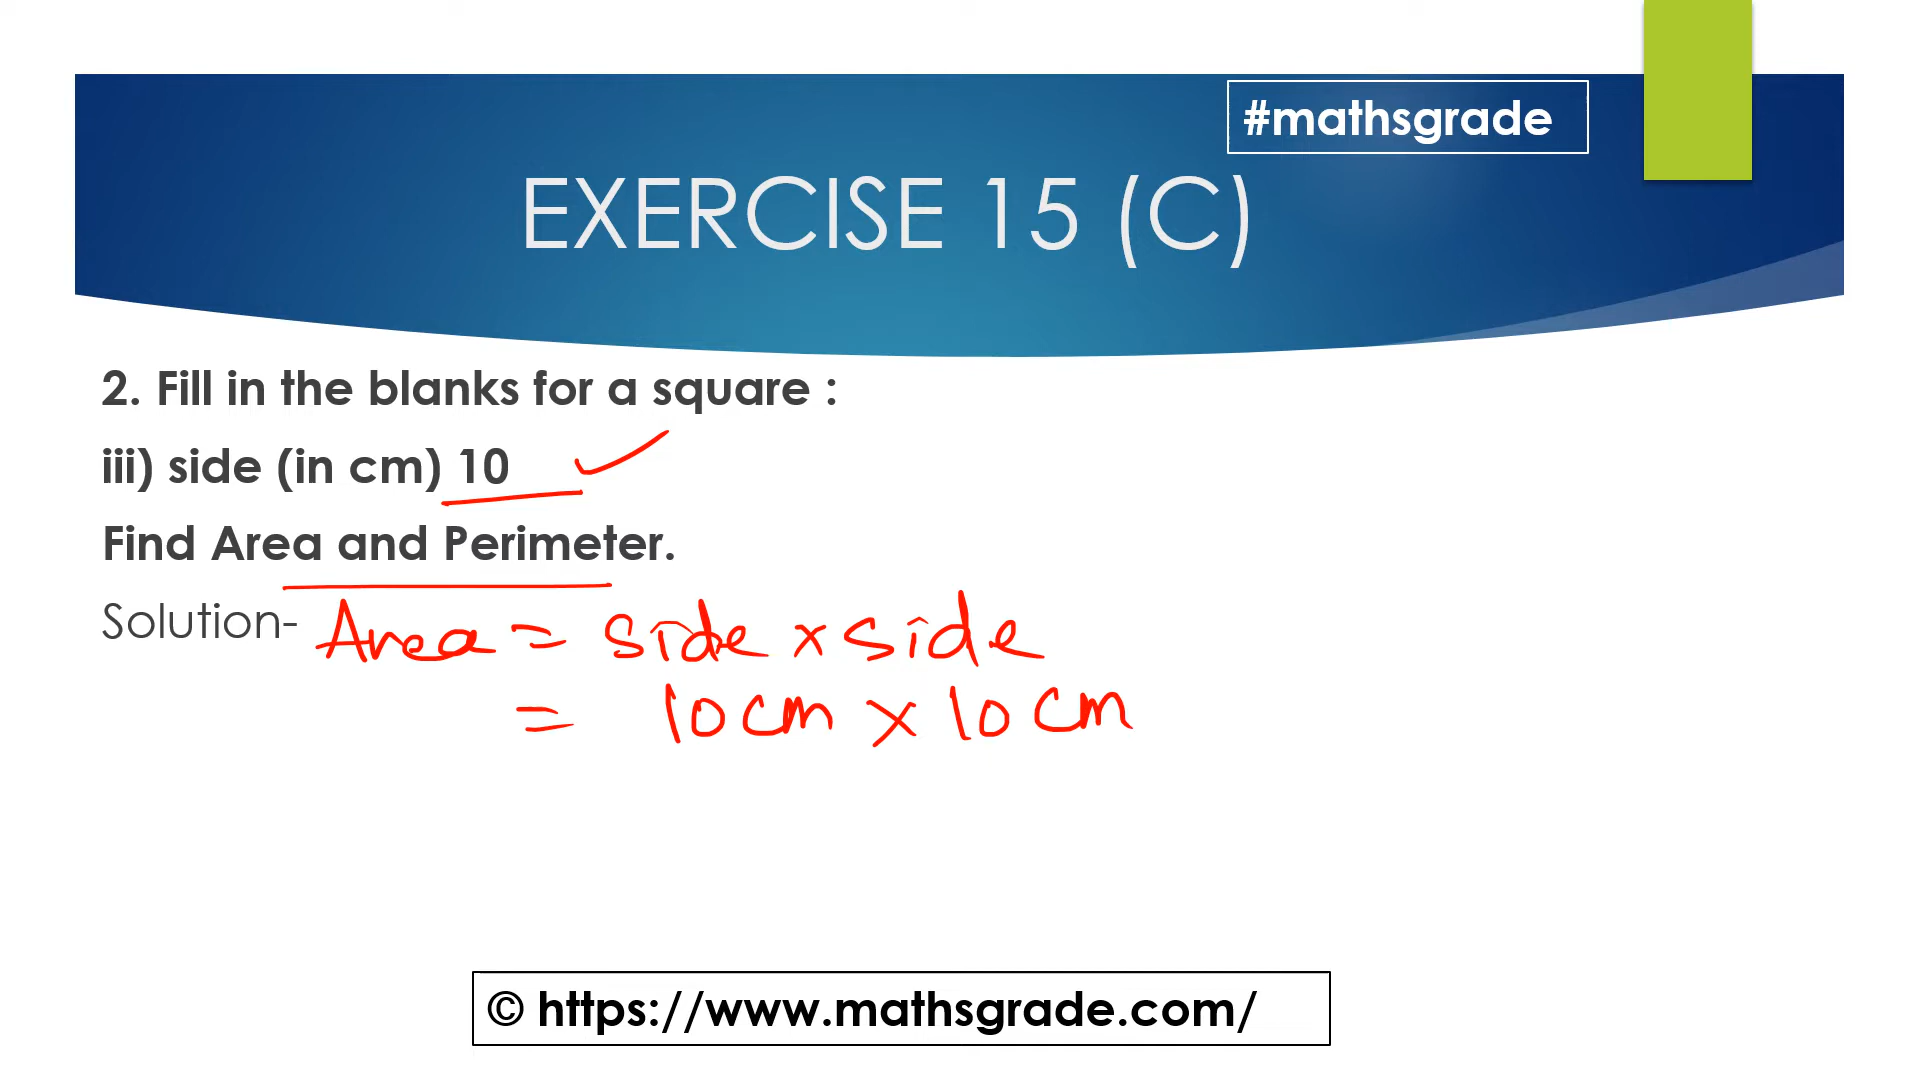 #mathsgrade
EXERCISE 15 (C)
2. Fill in the blanks for a square :
iii) side (in cm) 10
Find Area and Perimeter.
Solution- Area = side × side
= 10 cm × 10 cm
© https://www.mathsgrade.com/